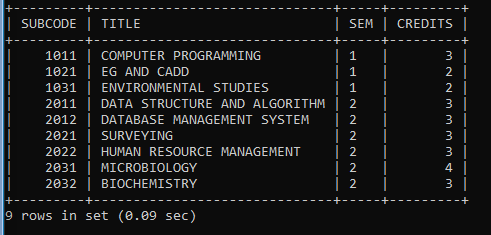 SUBCODE | TITLE | SEM | CREDITS
1011 | COMPUTER PROGRAMMING | 1 | 3
1021 | EG AND CADD | 1 | 2
1031 | ENVIRONMENTAL STUDIES | 1 | 2
2011 | DATA STRUCTURE AND ALGORITHM | 2 | 3
2012 | DATABASE MANAGEMENT SYSTEM | 2 | 3
2021 | SURVEYING | 2 | 3
2022 | HUMAN RESOURCE MANAGEMENT | 2 | 3
2031 | MICROBIOLOGY | 2 | 4
2032 | BIOCHEMISTRY | 2 | 3
9 rows in set (0.09 sec)